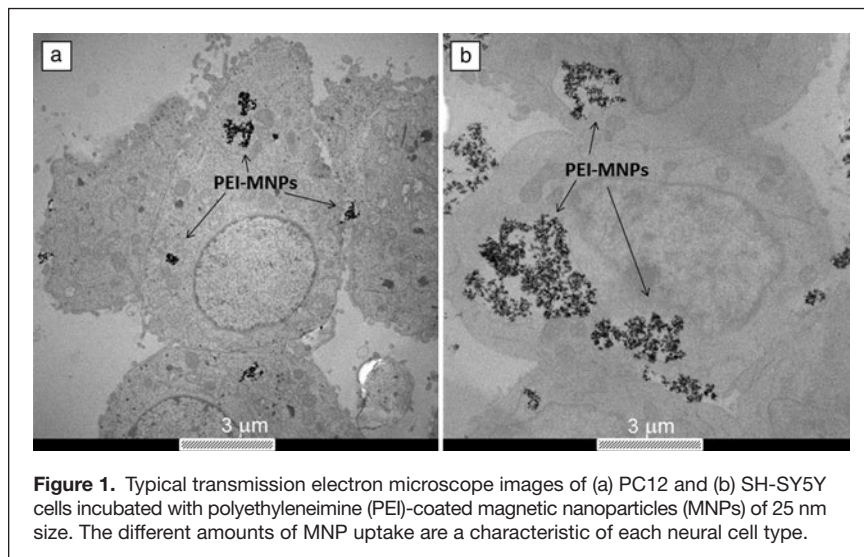 a
b
PEI-MNPs
PEI-MNPs
3 μm
3 μm
Figure 1. Typical transmission electron microscope images of (a) PC12 and (b) SH-SY5Y
cells incubated with polyethyleneimine (PEI)-coated magnetic nanoparticles (MNPs) of 25 nm
size. The different amounts of MNP uptake are a characteristic of each neural cell type.